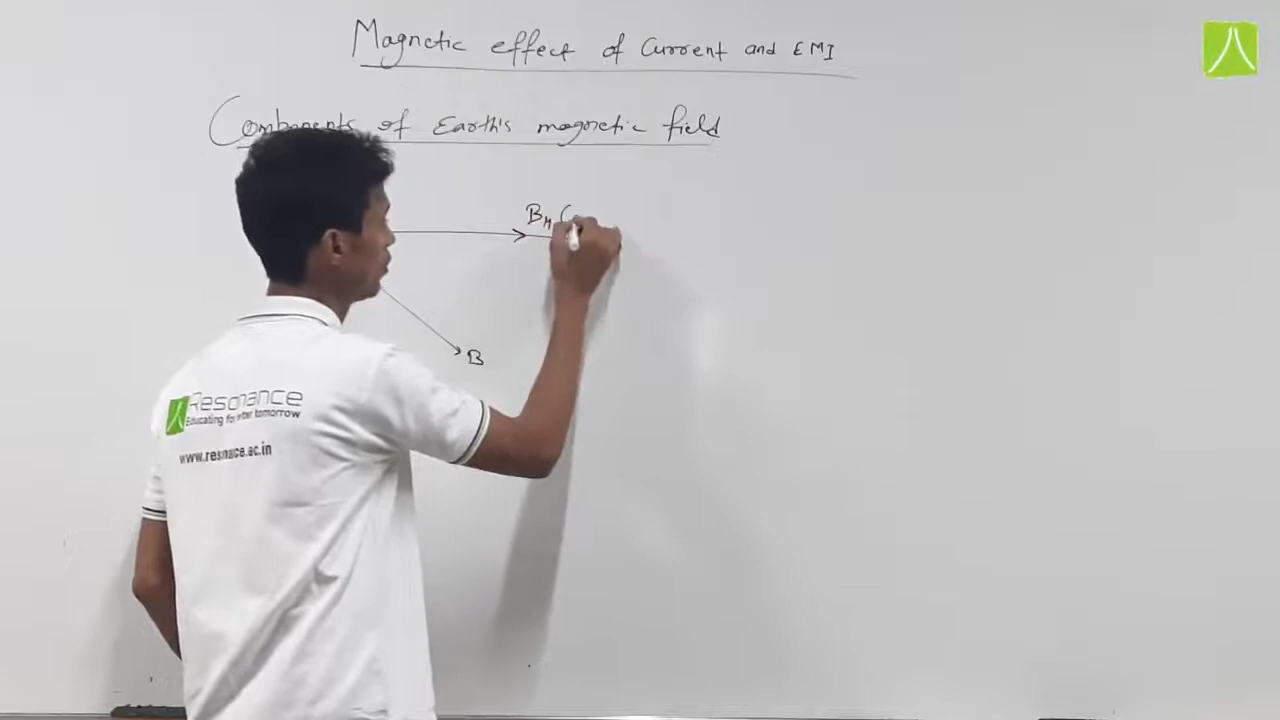 Magnetic effect of Current and EMI
Components of Earth's magnetic field
B_H (
B
Resonance
Educating for better tomorrow
www.resonance.ac.in